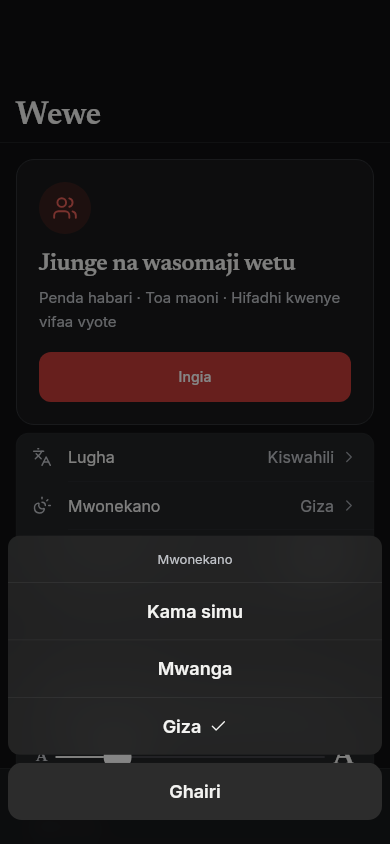 Wewe
Jiunge na wasomaji wetu
Penda habari · Toa maoni · Hifadhi kwenye
vifaa vyote
Ingia
Lugha Kiswahili
Mwonekano Giza
Mwonekano
Kama simu
Mwanga
Giza
A A
Ghairi